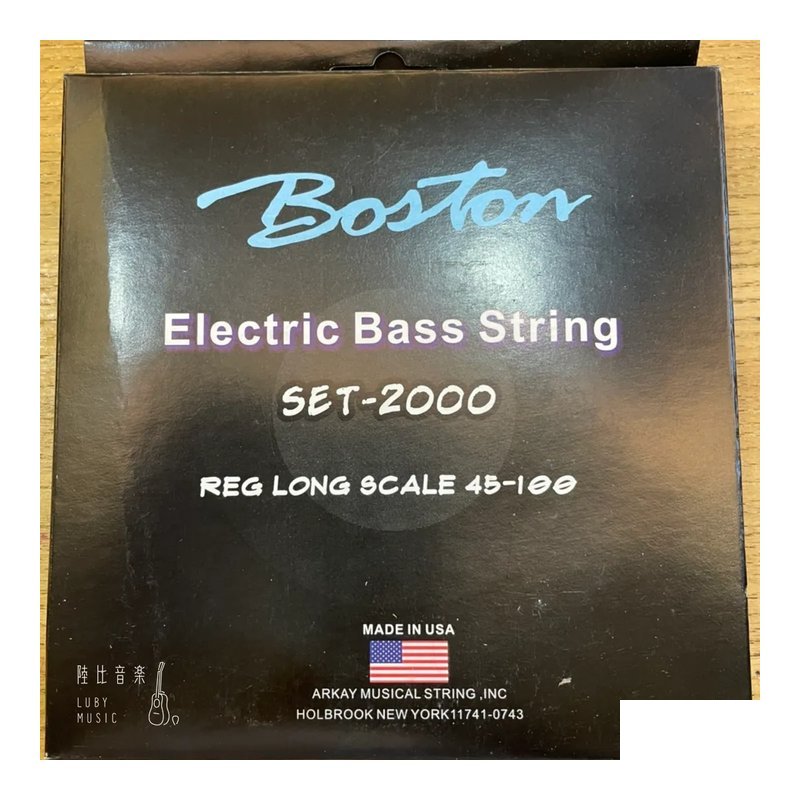 Boston
Electric Bass String
SET-2000
REG LONG SCALE 45-100
MADE IN USA
ARKAY MUSICAL STRING ,INC
HOLBROOK NEW YORK11741-0743
陸比音楽
LUBY
MUSIC